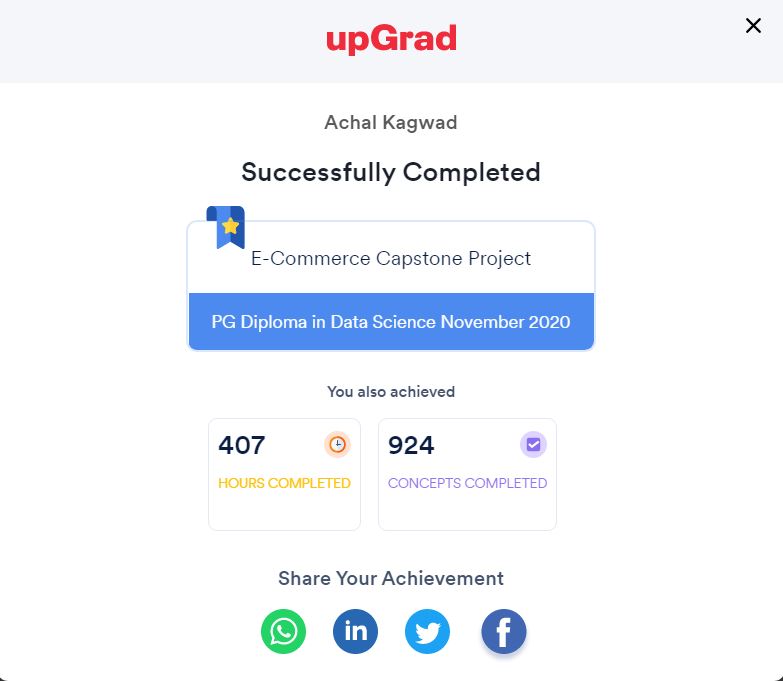 upGrad
Achal Kagwad
Successfully Completed
E-Commerce Capstone Project
PG Diploma in Data Science November 2020
You also achieved
407
HOURS COMPLETED
924
CONCEPTS COMPLETED
Share Your Achievement